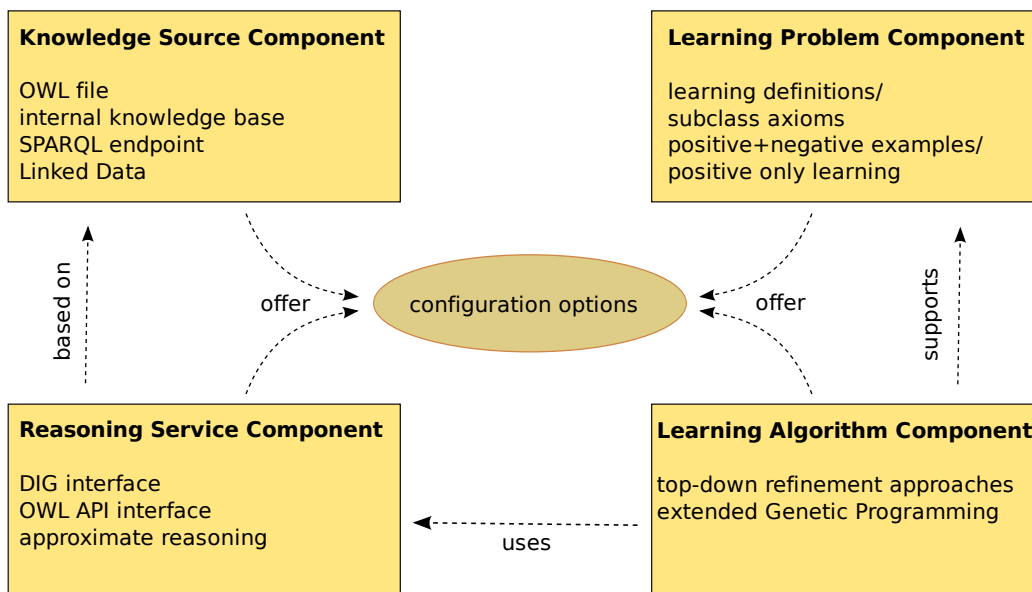 Knowledge Source Component
OWL file
internal knowledge base
SPARQL endpoint
Linked Data
Learning Problem Component
learning definitions/
subclass axioms
positive+negative examples/
positive only learning
based on
offer
configuration options
offer
supports
Reasoning Service Component
DIG interface
OWL API interface
approximate reasoning
uses
Learning Algorithm Component
top-down refinement approaches
extended Genetic Programming